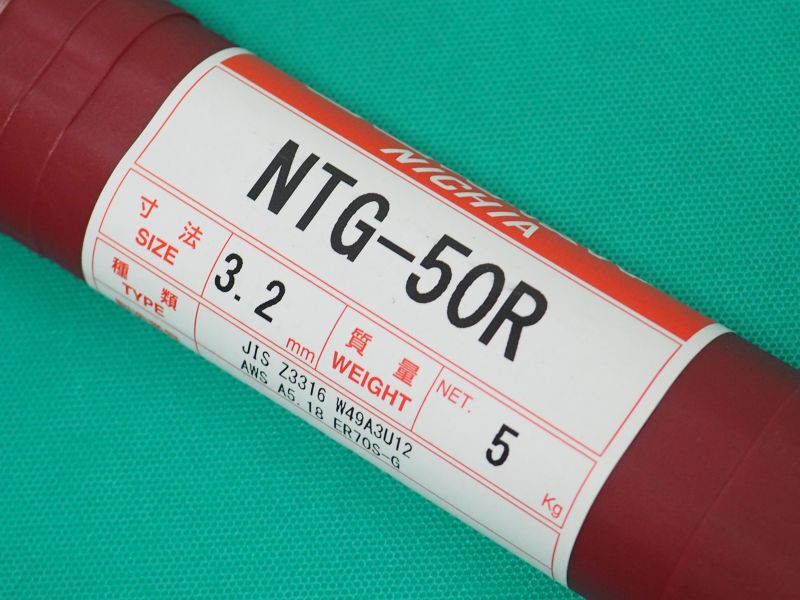 NICHIA
NTG-50R
寸法 3.2 mm 質量 NET. 5 Kg
SIZE WEIGHT
種類 JIS Z3316 W49A3U12
TYPE AWS A5.18 ER70S-G